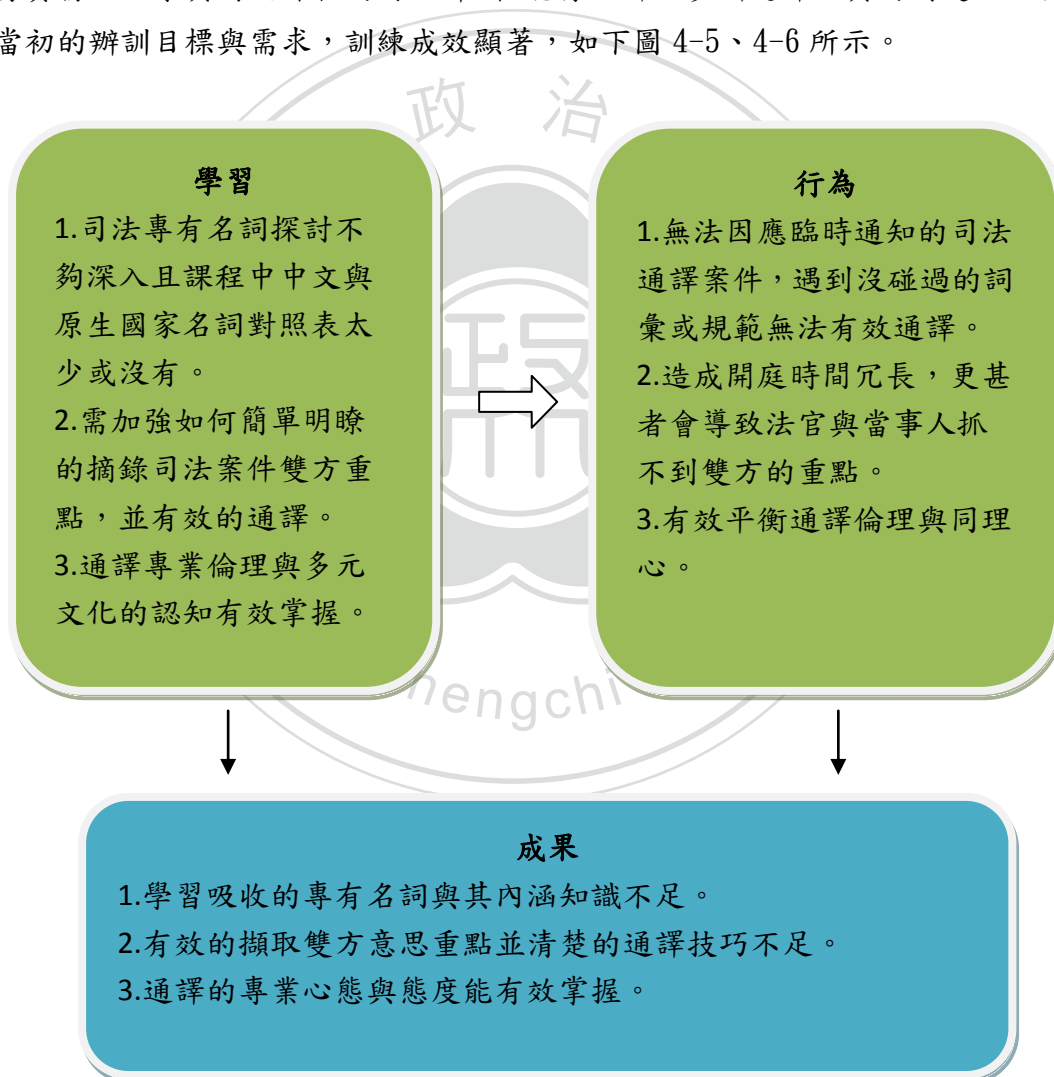 當初的辦訓目標與需求,訓練成效顯著,如下圖 4-5、4-6 所示。
政 治
學習
1.司法專有名詞探討不
夠深入且課程中中文與
原生國家名詞對照表太
少或沒有。
2.需加強如何簡單明瞭
的摘錄司法案件雙方重
點,並有效的通譯。
3.通譯專業倫理與多元
文化的認知有效掌握。
行為
1.無法因應臨時通知的司法
通譯案件,遇到沒碰過的詞
彙或規範無法有效通譯。
2.造成開庭時間冗長,更甚
者會導致法官與當事人抓
不到雙方的重點。
3.有效平衡通譯倫理與同理
心。
hengchi
成果
1.學習吸收的專有名詞與其內涵知識不足。
2.有效的擷取雙方意思重點並清楚的通譯技巧不足。
3.通譯的專業心態與態度能有效掌握。